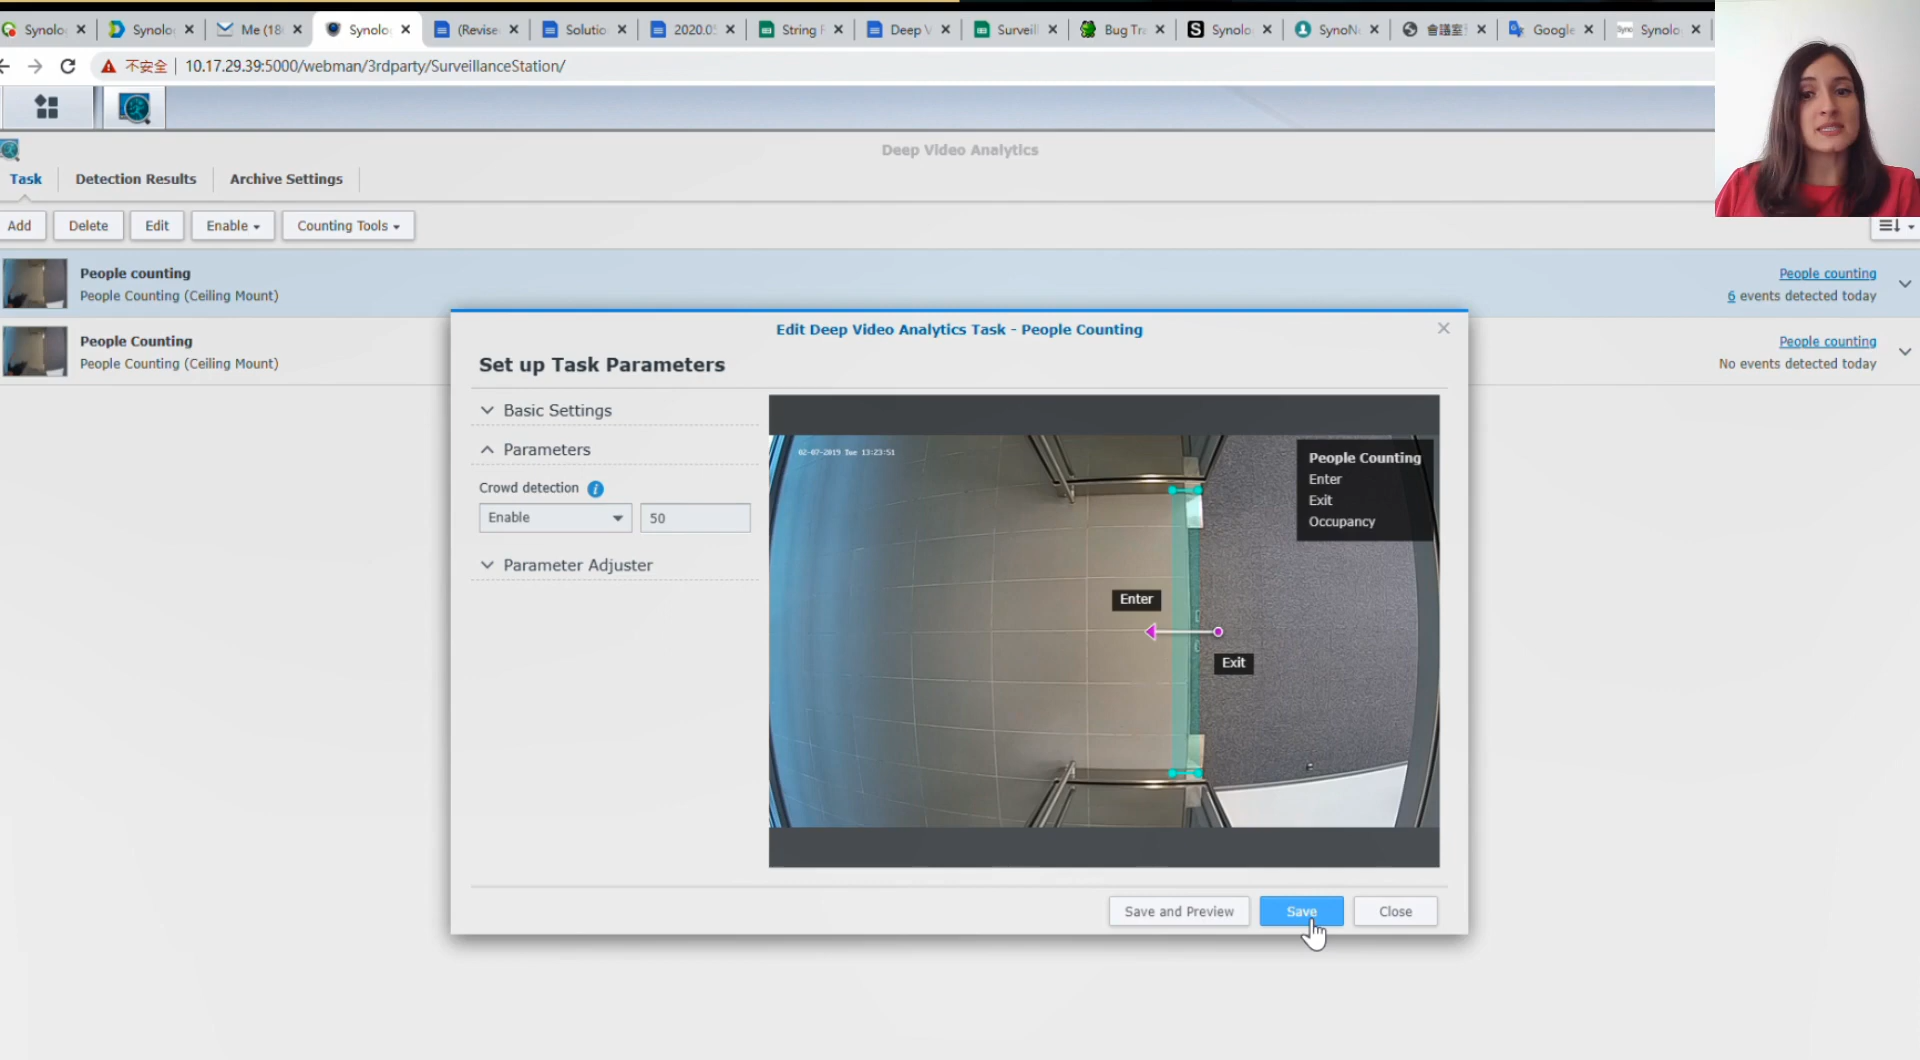 Synolo
Synolo
Me (18
Synolo
(Revise
Solutio
2020.0
String F
Deep V
Surveill
Bug Tra
Synolo
SynoNa
會議室
Google
Synolo
不安全 | 10.17.29.39:5000/webman/3rdparty/SurveillanceStation/
Deep Video Analytics
Task
Detection Results
Archive Settings
Add
Delete
Edit
Enable
Counting Tools
People counting
People Counting (Ceiling Mount)
People counting
6 events detected today
People Counting
People Counting (Ceiling Mount)
People counting
No events detected today
Edit Deep Video Analytics Task - People Counting
Set up Task Parameters
Basic Settings
Parameters
Crowd detection
Enable
50
Parameter Adjuster
02-07-2019 Tue 13:23:51
People Counting
Enter
Exit
Occupancy
Enter
Exit
Save and Preview
Save
Close